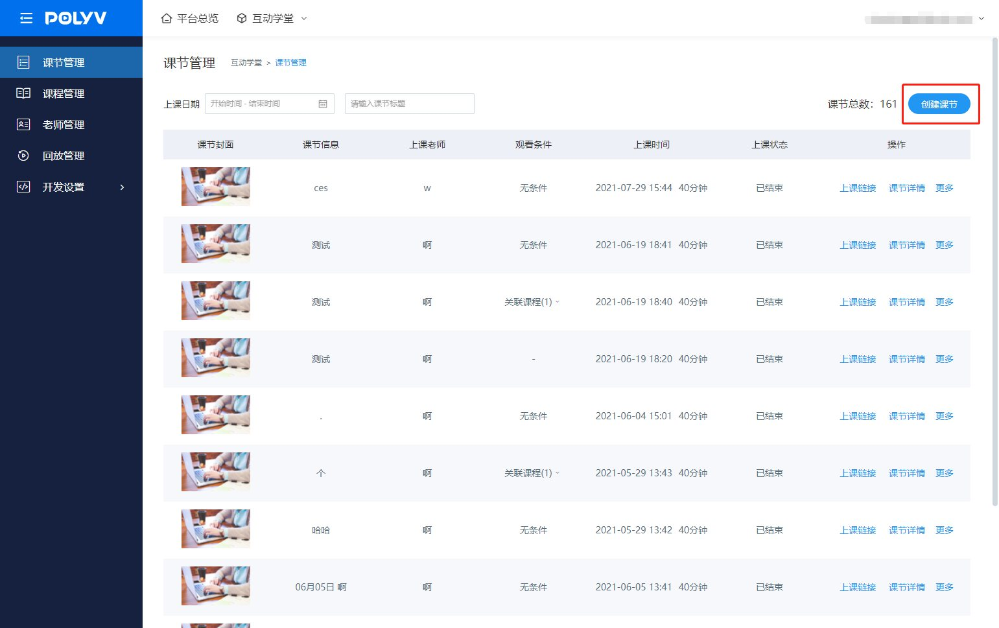 POLYV
平台总览 互动学堂
课节管理
课程管理
老师管理
回放管理
开发设置
课节管理 互动学堂 > 课节管理
上课日期 开始时间 - 结束时间 请输入课节标题 课节总数：161 创建课节
课节封面 课节信息 上课老师 观看条件 上课时间 上课状态 操作
ces w 无条件 2021-07-29 15:44 40分钟 已结束 上课链接 课节详情 更多
测试 啊 无条件 2021-06-19 18:41 40分钟 已结束 上课链接 课节详情 更多
测试 啊 关联课程(1) 2021-06-19 18:40 40分钟 已结束 上课链接 课节详情 更多
测试 啊 - 2021-06-19 18:20 40分钟 已结束 上课链接 课节详情 更多
. 啊 无条件 2021-06-04 15:01 40分钟 已结束 上课链接 课节详情 更多
个 啊 关联课程(1) 2021-05-29 13:43 40分钟 已结束 上课链接 课节详情 更多
哈哈 啊 无条件 2021-05-29 13:42 40分钟 已结束 上课链接 课节详情 更多
06月05日 啊 啊 无条件 2021-06-05 13:41 40分钟 已结束 上课链接 课节详情 更多